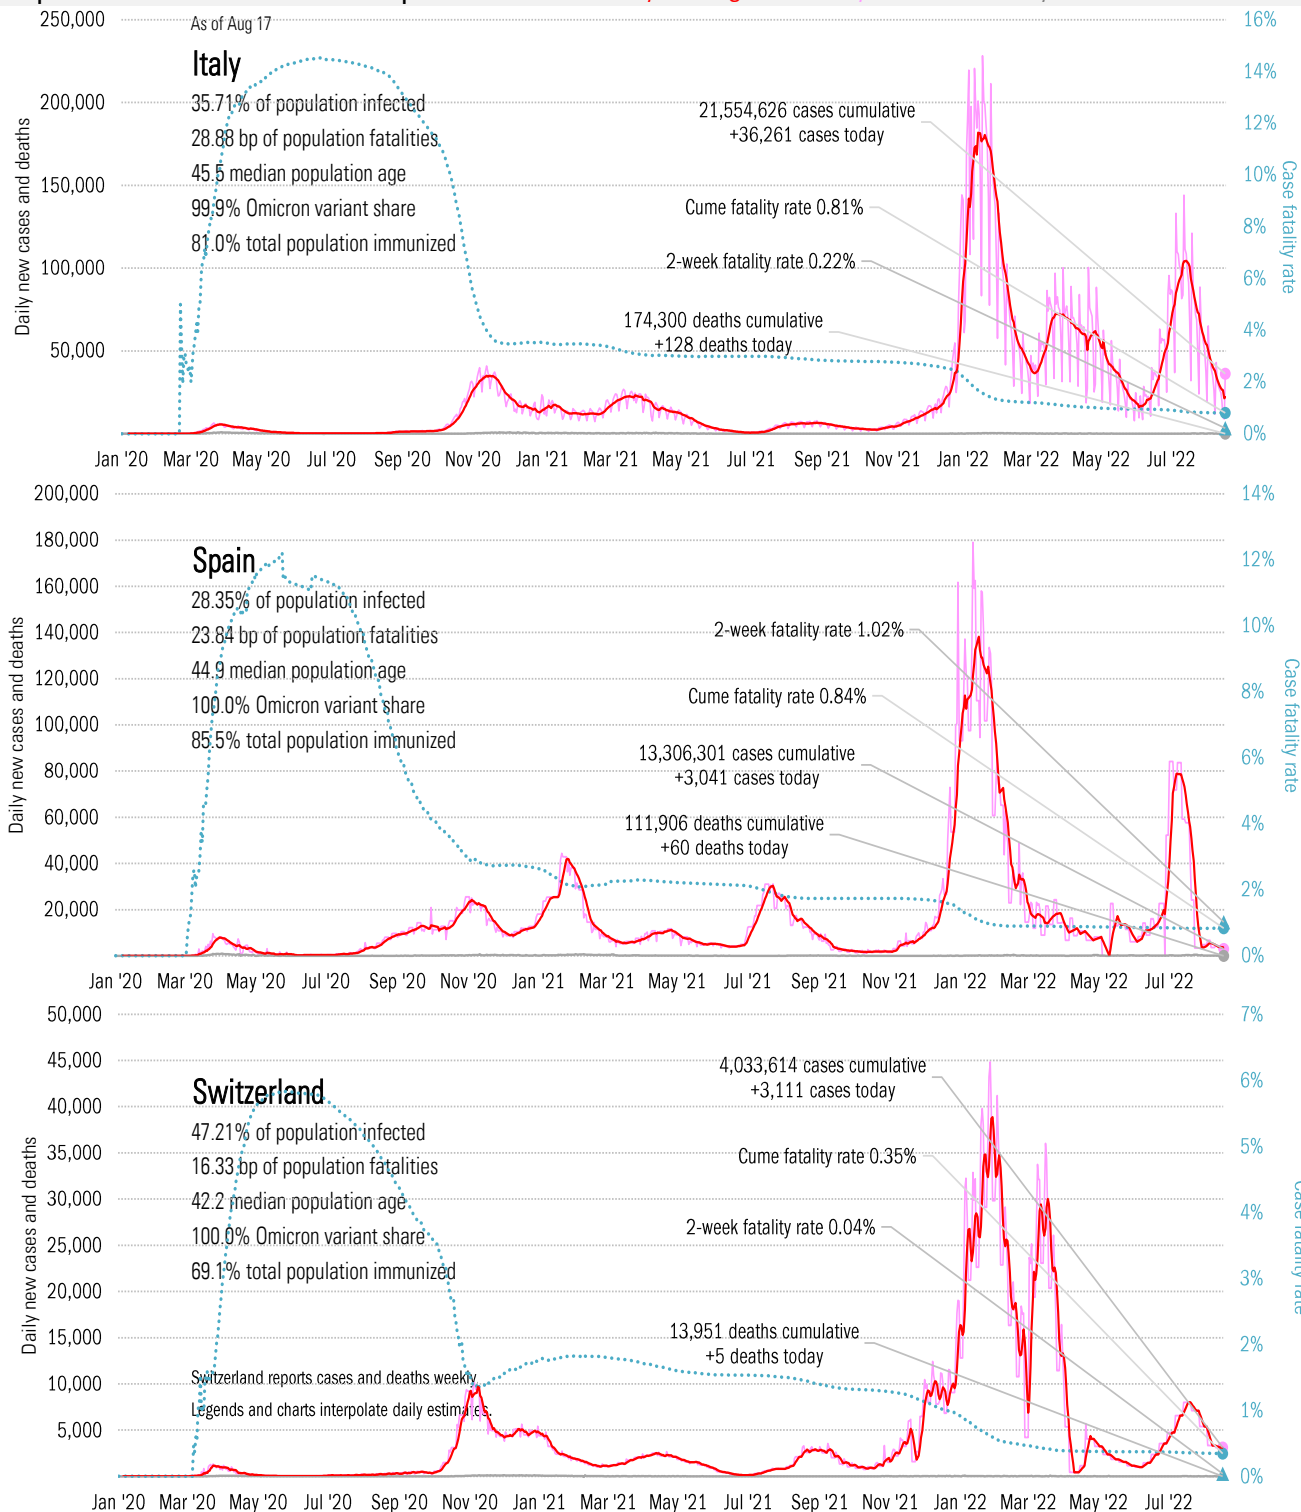 250,000
As of Aug 17
16%
Italy
35.71% of population infected
28.88 bp of population fatalities
45.5 median population age
99.9% Omicron variant share
81.0% total population immunized
200,000
150,000
100,000
50,000
Daily new cases and deaths
21,554,626 cases cumulative
+36,261 cases today
Cume fatality rate 0.81%
2-week fatality rate 0.22%
174,300 deaths cumulative
+128 deaths today
14%
12%
10%
8%
6%
4%
2%
0%
Case fatality rate
Jan '20 Mar '20 May '20 Jul '20 Sep '20 Nov '20 Jan '21 Mar '21 May '21 Jul '21 Sep '21 Nov '21 Jan '22 Mar '22 May '22 Jul '22
200,000
180,000
160,000
140,000
120,000
100,000
80,000
60,000
40,000
20,000
Daily new cases and deaths
Spain
28.35% of population infected
23.84 bp of population fatalities
44.9 median population age
100.0% Omicron variant share
85.5% total population immunized
2-week fatality rate 1.02%
Cume fatality rate 0.84%
13,306,301 cases cumulative
+3,041 cases today
111,906 deaths cumulative
+60 deaths today
14%
12%
10%
8%
6%
4%
2%
0%
Case fatality rate
Jan '20 Mar '20 May '20 Jul '20 Sep '20 Nov '20 Jan '21 Mar '21 May '21 Jul '21 Sep '21 Nov '21 Jan '22 Mar '22 May '22 Jul '22
50,000
45,000
40,000
35,000
30,000
25,000
20,000
15,000
10,000
5,000
Daily new cases and deaths
Switzerland
47.21% of population infected
16.33 bp of population fatalities
42.2 median population age
100.0% Omicron variant share
69.1% total population immunized
Switzerland reports cases and deaths weekly.
Legends and charts interpolate daily estimates.
4,033,614 cases cumulative
+3,111 cases today
Cume fatality rate 0.35%
2-week fatality rate 0.04%
13,951 deaths cumulative
+5 deaths today
7%
6%
5%
4%
3%
2%
1%
0%
Case fatality rate
Jan '20 Mar '20 May '20 Jul '20 Sep '20 Nov '20 Jan '21 Mar '21 May '21 Jul '21 Sep '21 Nov '21 Jan '22 Mar '22 May '22 Jul '22